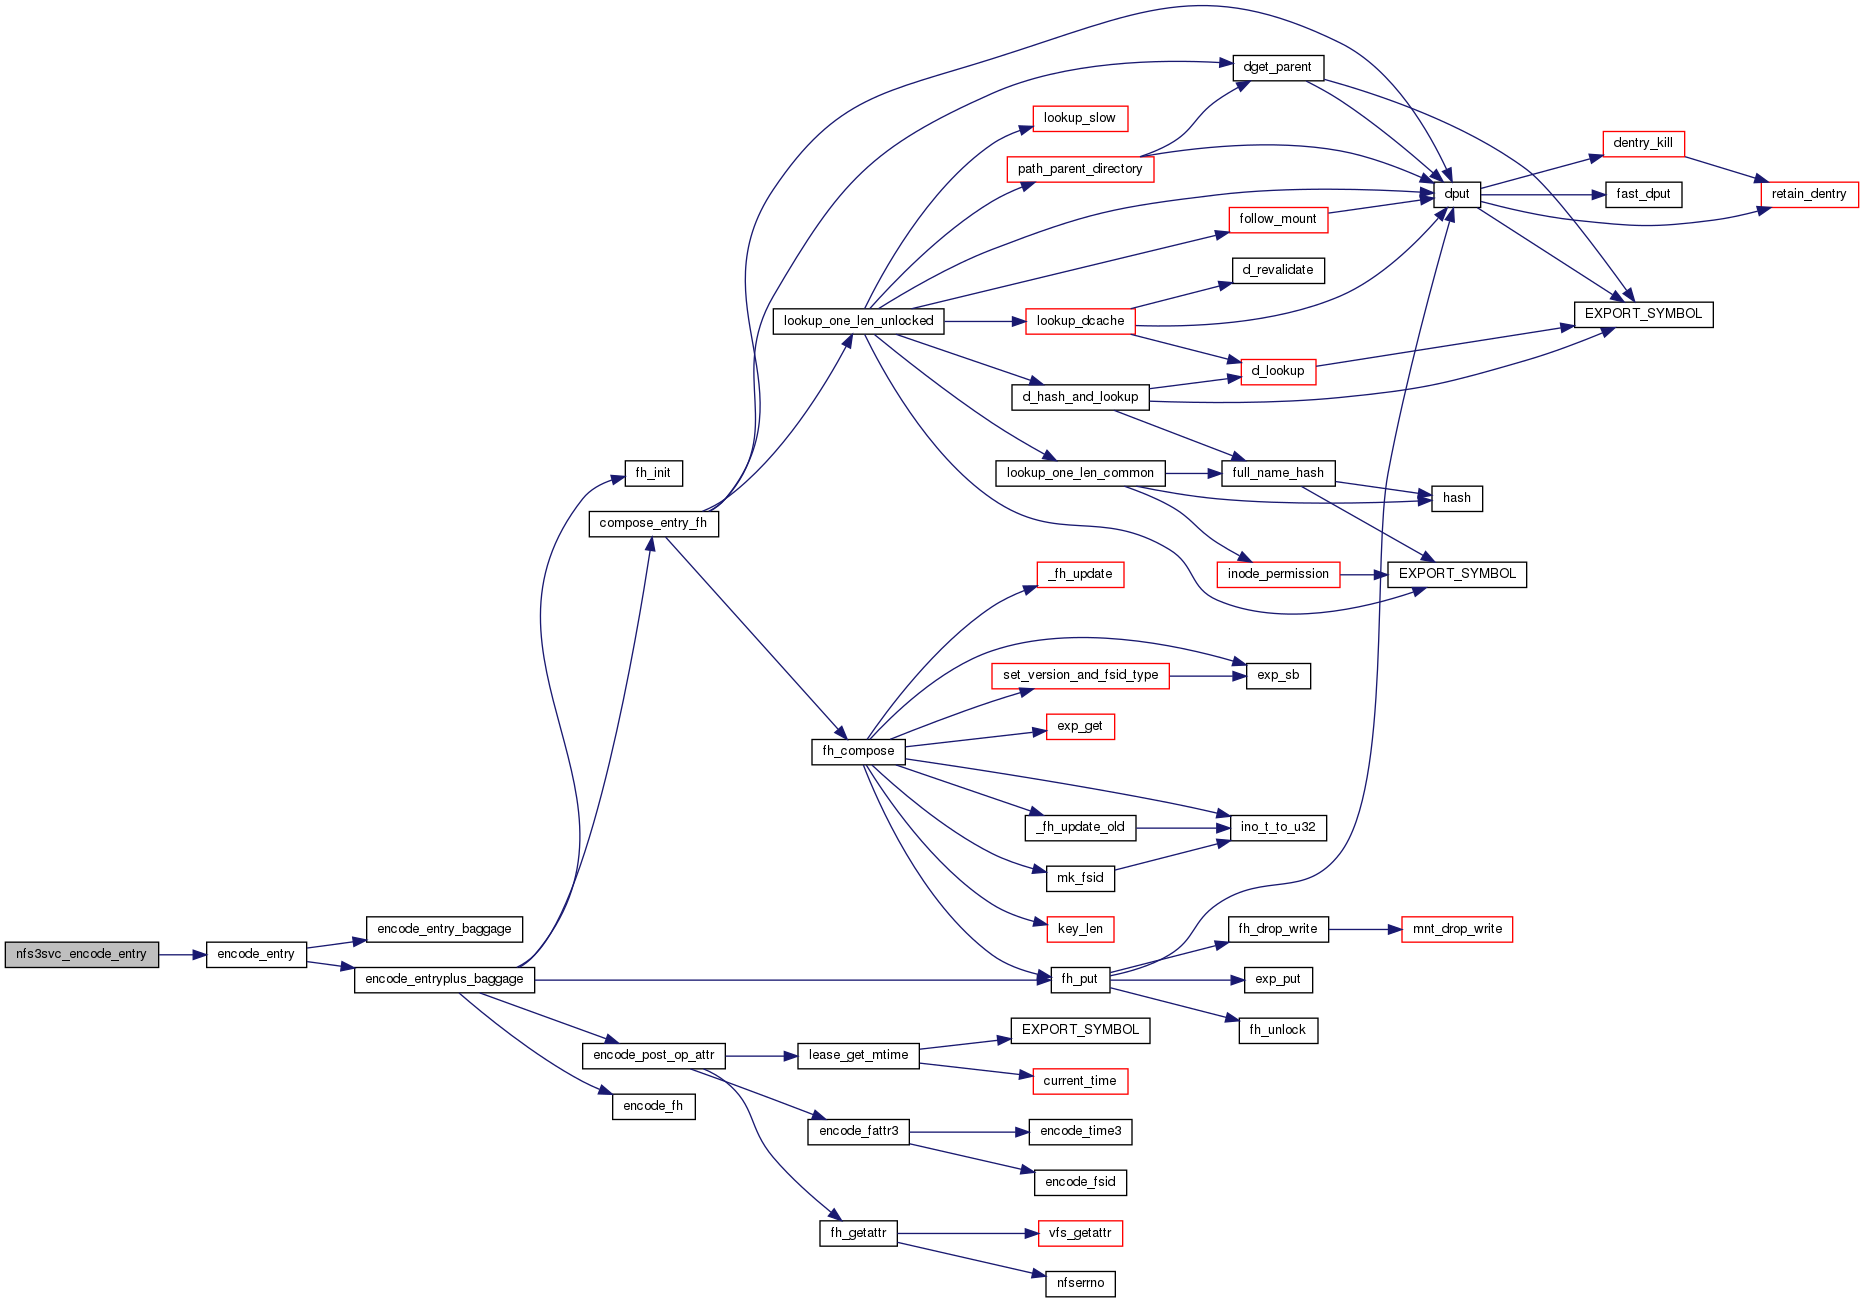 dget_parent
lookup_slow
dentry_kill
path_parent_directory
dput
fast_dput
retain_dentry
follow_mount
d_revalidate
lookup_one_len_unlocked
lookup_dcache
EXPORT_SYMBOL
d_lookup
d_hash_and_lookup
fh_init
lookup_one_len_common
full_name_hash
hash
compose_entry_fh
_fh_update
inode_permission
EXPORT_SYMBOL
set_version_and_fsid_type
exp_sb
exp_get
fh_compose
_fh_update_old
ino_t_to_u32
mk_fsid
encode_entry_baggage
key_len
fh_drop_write
mnt_drop_write
nfs3svc_encode_entry
encode_entry
encode_entryplus_baggage
fh_put
exp_put
EXPORT_SYMBOL
fh_unlock
encode_post_op_attr
lease_get_mtime
current_time
encode_fh
encode_fattr3
encode_time3
encode_fsid
fh_getattr
vfs_getattr
nfserrno